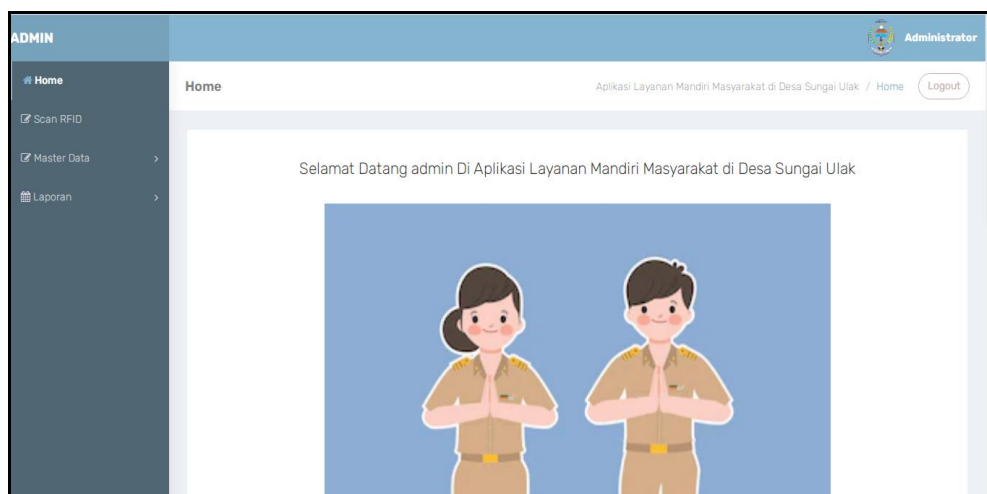 ADMIN
Administrator
Home
Home
Aplikasi Layanan Mandiri Masyarakat di Desa Sungai Ulak / Home
Logout
Scan RFID
Master Data
Laporan
Selamat Datang admin Di Aplikasi Layanan Mandiri Masyarakat di Desa Sungai Ulak